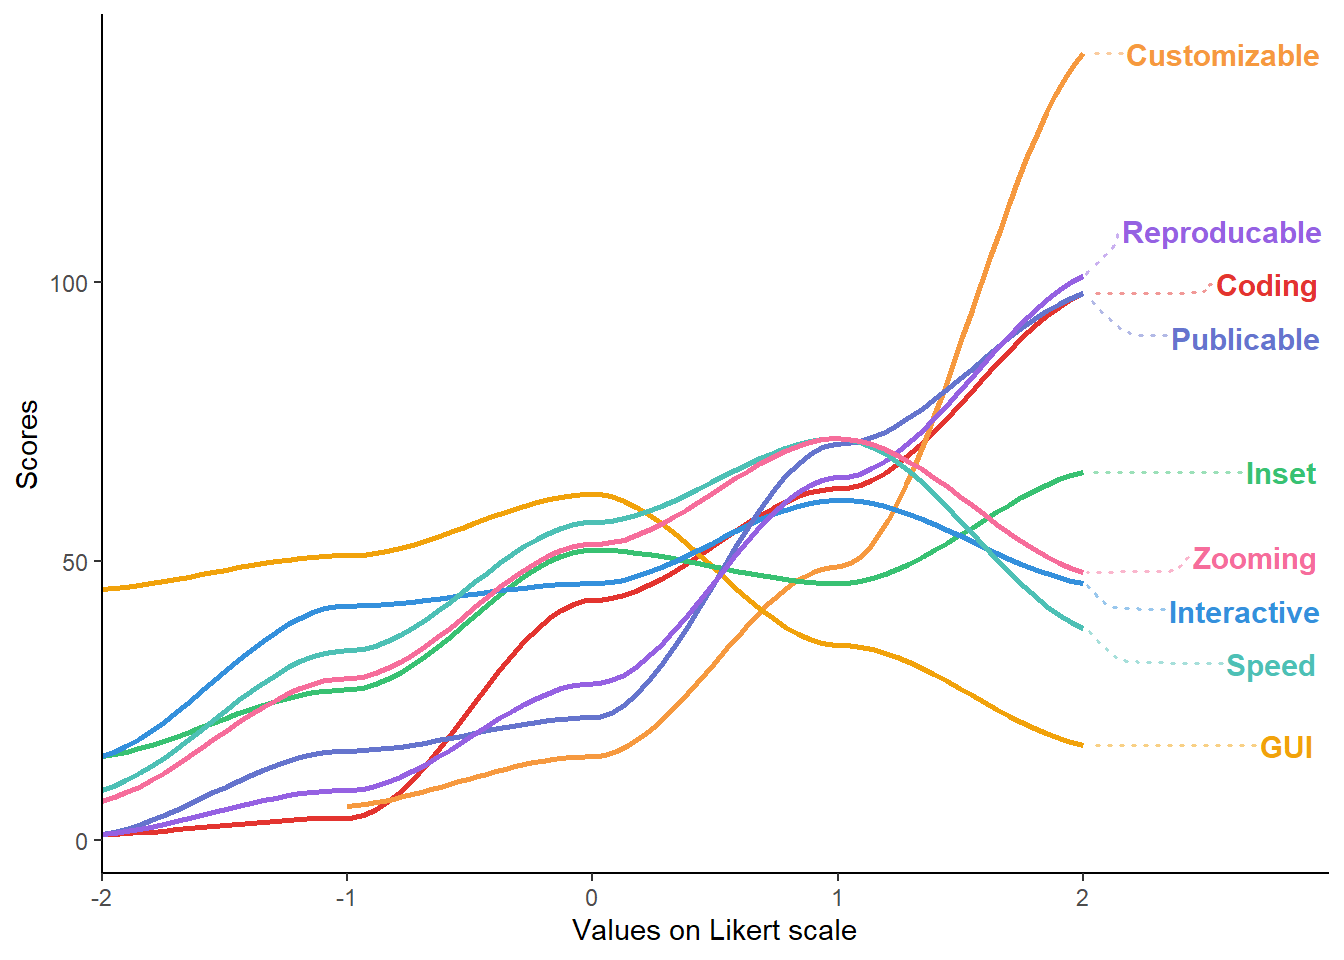 Customizable
Reproducable
Coding
Publicable
Inset
Zooming
Interactive
Speed
GUI
Scores
100
50
0
-2 -1 0 1 2
Values on Likert scale